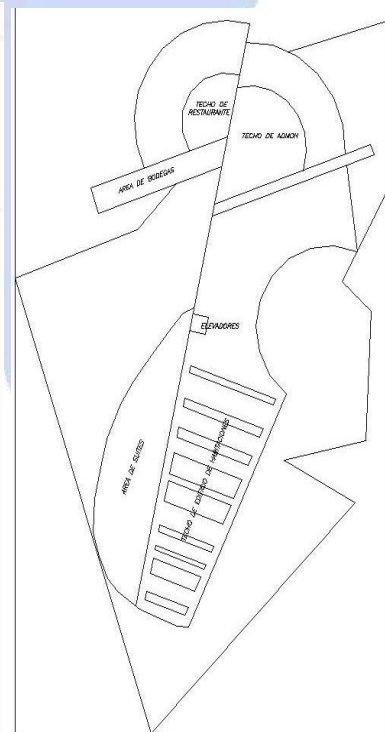 TECHO DE
RESTAURANTE
TECHO DE ADMON
AREA DE BODEGAS
ELEVADORES
AREA DE SUITES
TECHO DE EDIFICIO DE HABITACIONES